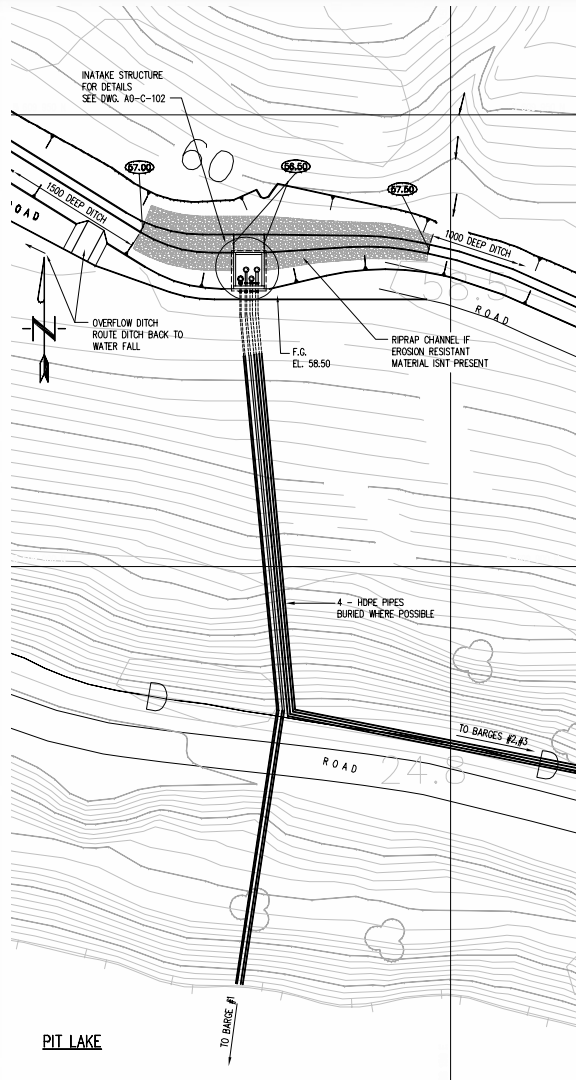 INATAKE STRUCTURE
FOR DETAILS
SEE DWG. A0-C-102
60
57.00
58.50
57.50
1500 DEEP DITCH
ROAD
1000 DEEP DITCH
58.5
ROAD
N
OVERFLOW DITCH
ROUTE DITCH BACK TO
WATER FALL
F.G.
EL. 58.50
RIPRAP CHANNEL IF
EROSION RESISTANT
MATERIAL ISNT PRESENT
4 - HDPE PIPES
BURIED WHERE POSSIBLE
D
TO BARGES #2,#3
D
ROAD
24.8
TO BARGE #1
PIT LAKE